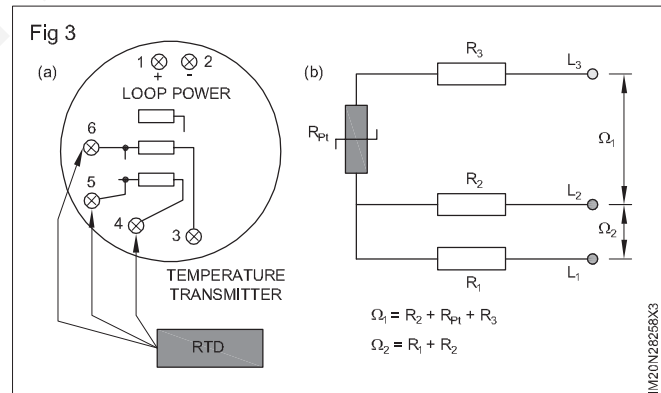 Fig 3
(a)
1 2
+ -
LOOP POWER
6
5
4
3
TEMPERATURE
TRANSMITTER
RTD
(b)
R3
L3
RPt
Ω1
R2
L2
Ω2
R1
L1
Ω1 = R2 + RPt + R3
Ω2 = R1 + R2
IM20N28258X3